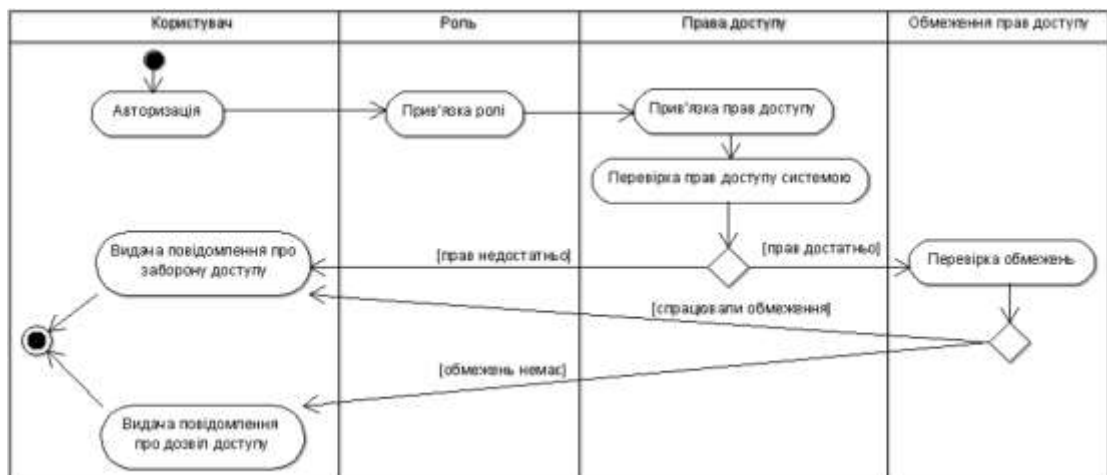 Користувач
Роль
Права доступу
Обмеження прав доступу
Авторизація
Прив'язка ролі
Прив'язка прав доступу
Перевірка прав доступу системою
Видача повідомлення про
заборону доступу
[прав недостатньо]
[прав достатньо]
Перевірка обмежень
[спрацювали обмеження]
[обмежень немає]
Видача повідомлення
про дозвіл доступу